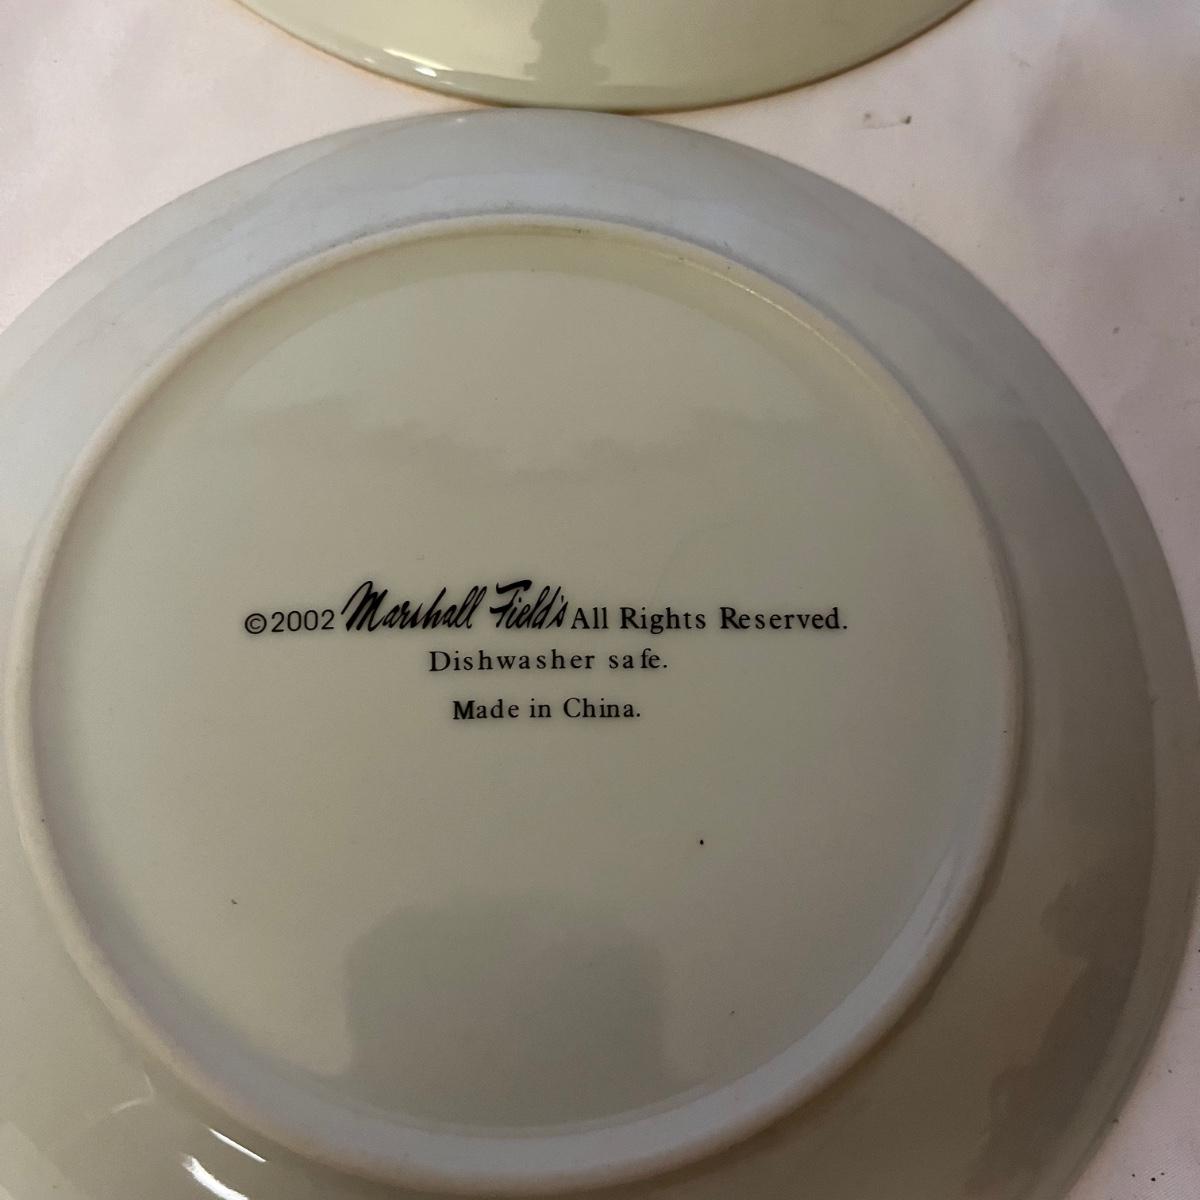 ©2002 Marshall Field's All Rights Reserved.
Dishwasher safe.
Made in China.